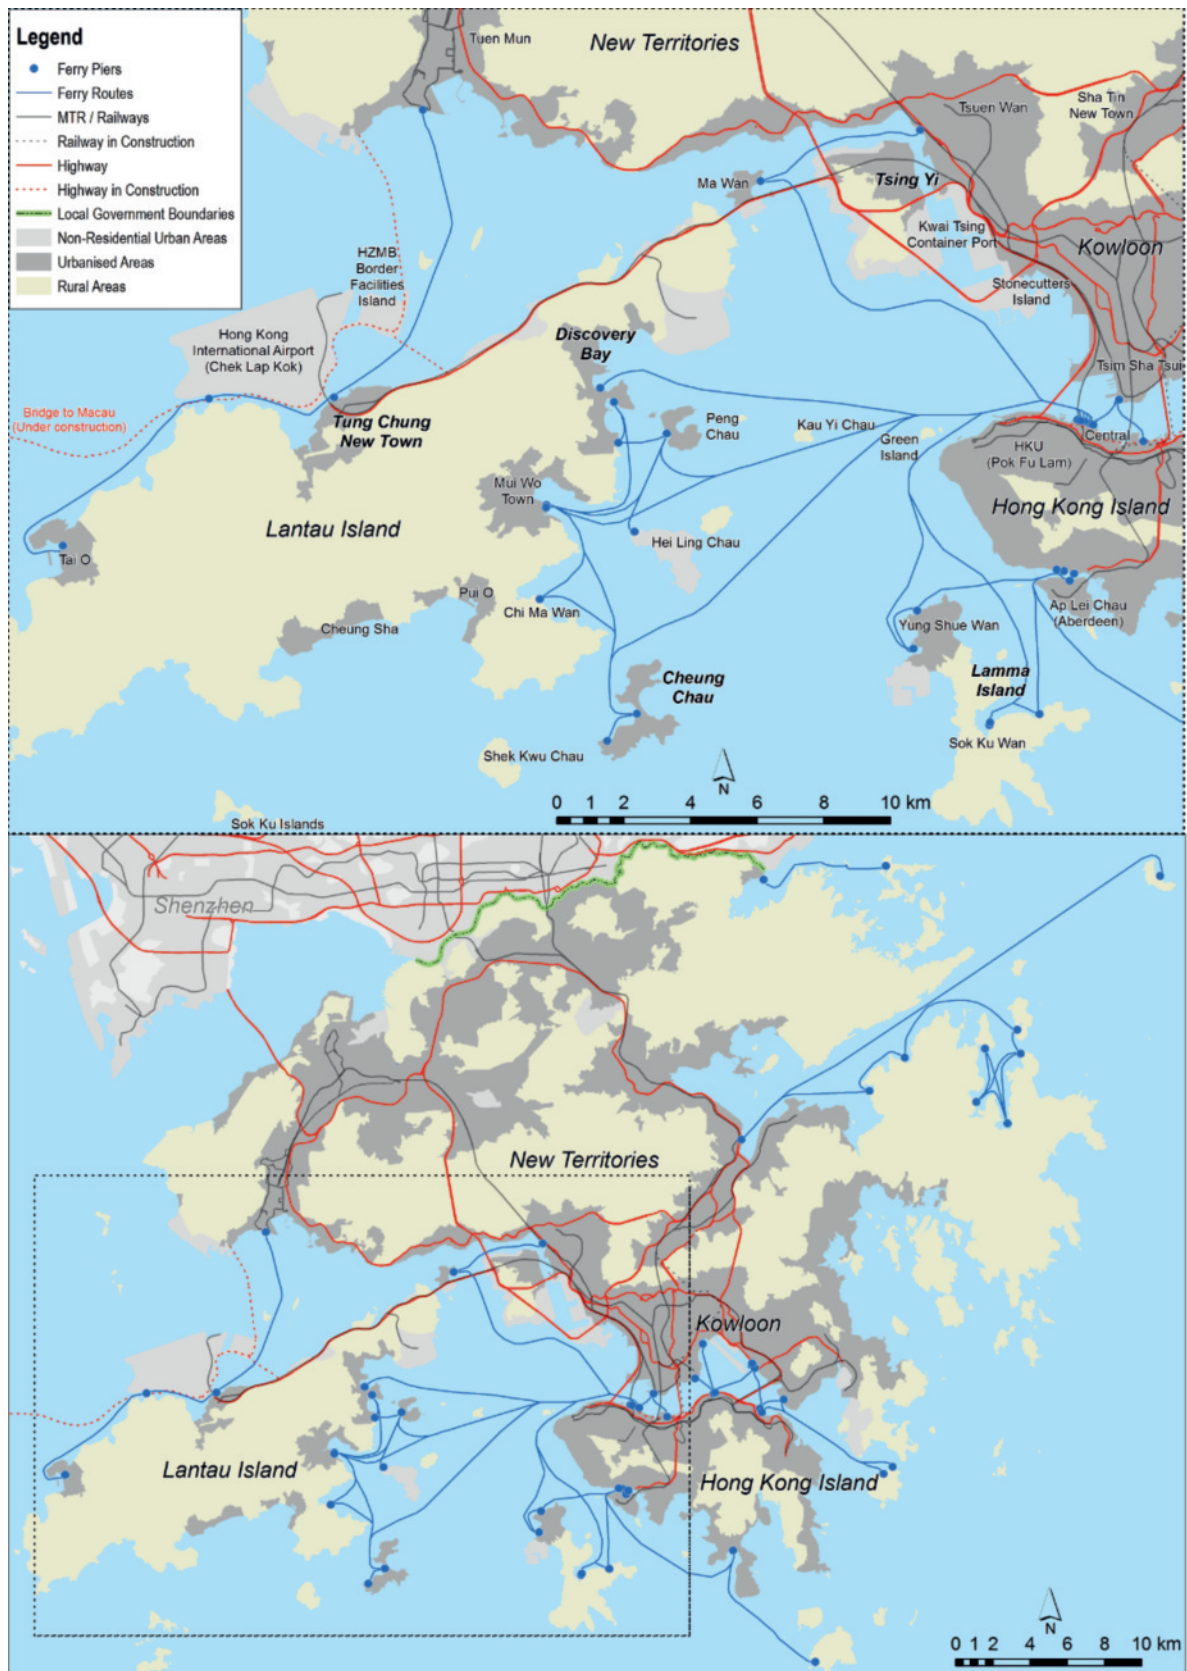 Legend
Ferry Piers
Ferry Routes
MTR / Railways
Railway in Construction
Highway
Highway in Construction
Local Government Boundaries
Non-Residential Urban Areas
Urbanised Areas
Rural Areas
Tuen Mun
New Territories
Tsuen Wan
Sha Tin
New Town
Ma Wan
Tsing Yi
Kwai Tsing
Container Port
Kowloon
HZMB
Border
Facilities
Island
Stonecutters
Island
Hong Kong
International Airport
(Chek Lap Kok)
Discovery
Bay
Tsim Sha Tsui
Bridge to Macau
(Under construction)
Tung Chung
New Town
Peng
Chau
Kau Yi Chau
Green
Island
Central
HKU
(Pok Fu Lam)
Mui Wo
Town
Hong Kong Island
Lantau Island
Hei Ling Chau
Tai O
Pui O
Chi Ma Wan
Cheung Sha
Ap Lei Chau
(Aberdeen)
Yung Shue Wan
Cheung
Chau
Lamma
Island
Shek Kwu Chau
Sok Ku Wan
N
0 1 2 4 6 8 10 km
Sok Ku Islands
Shenzhen
New Territories
Kowloon
Lantau Island
Hong Kong Island
N
0 1 2 4 6 8 10 km